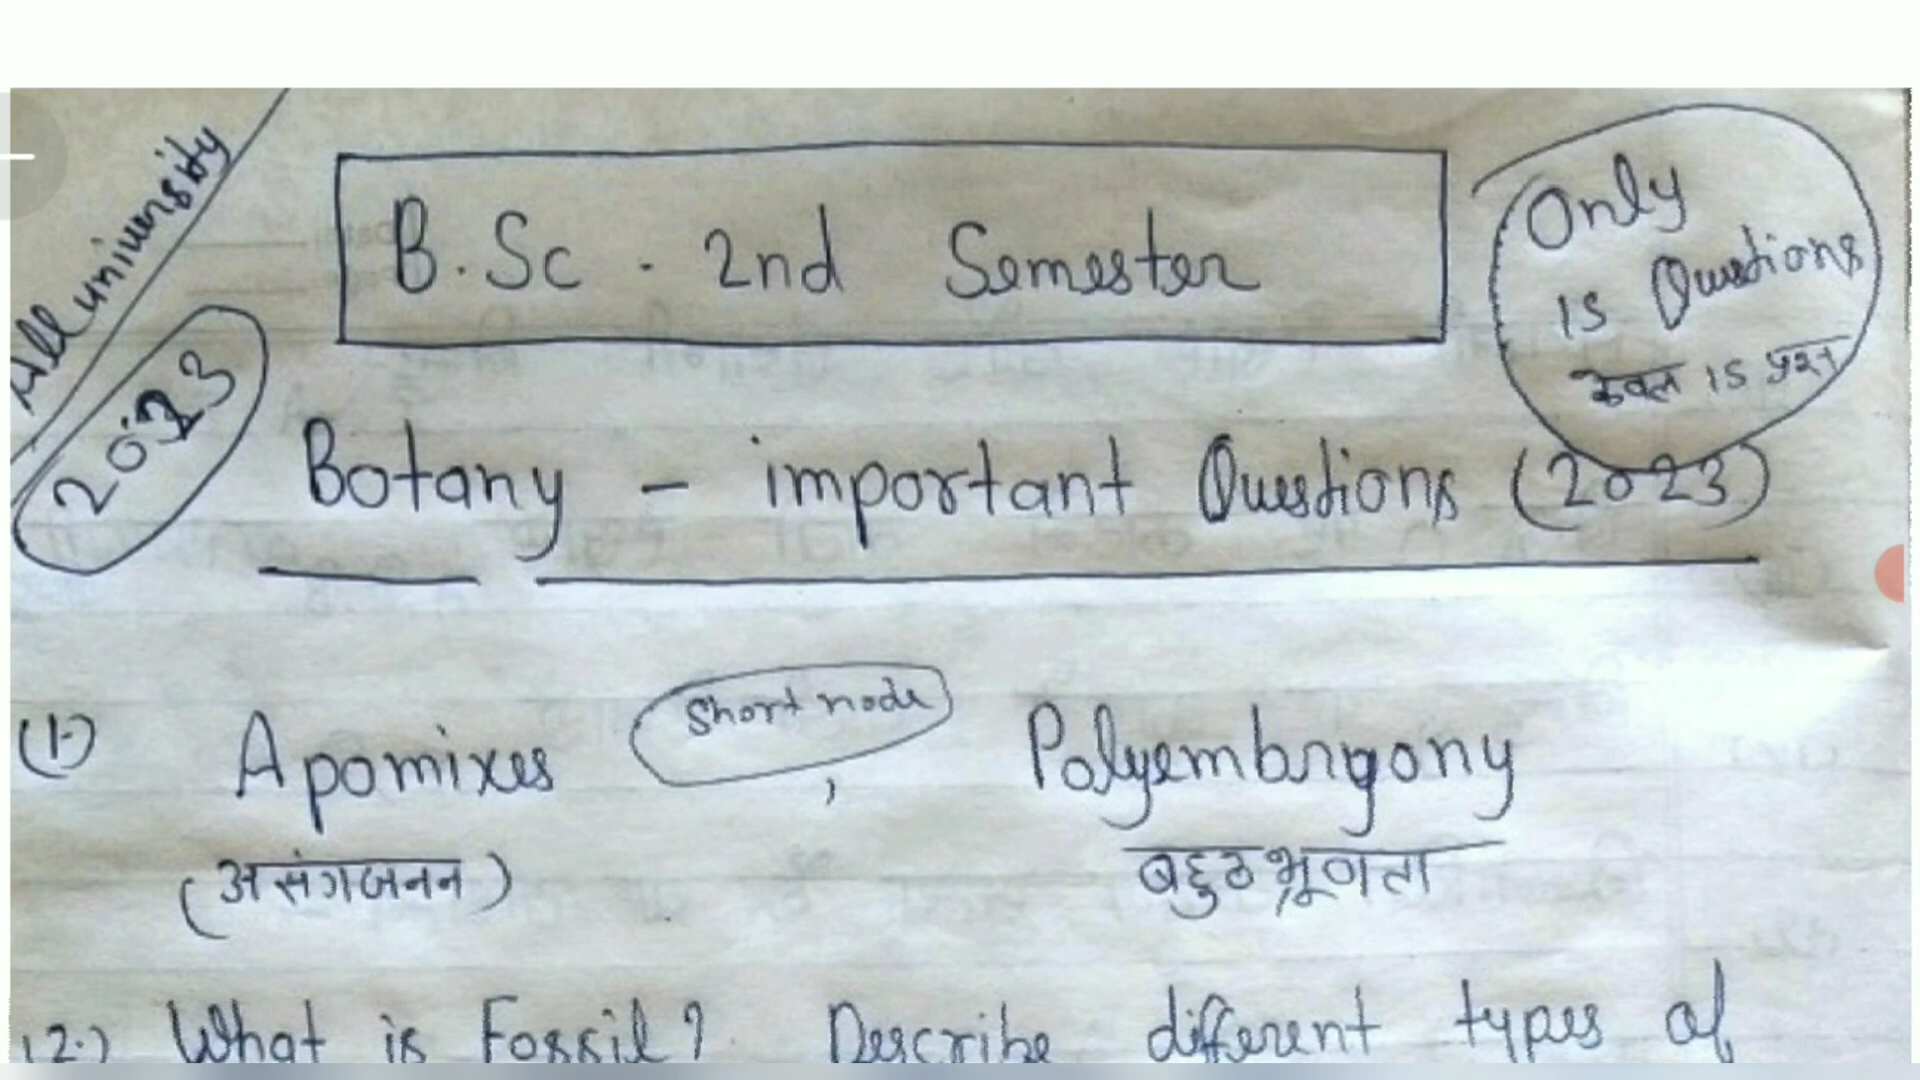 All university
2023
B.Sc. 2nd Semester
Only
15 Questions
केवल 15 प्रश्न
Botany - important Questions (2023)
(1.) Apomixes short node , Polyembryony
(असंगजनन) बहुठभ्रूणता
(2.) What is Fossil? Describe different types of